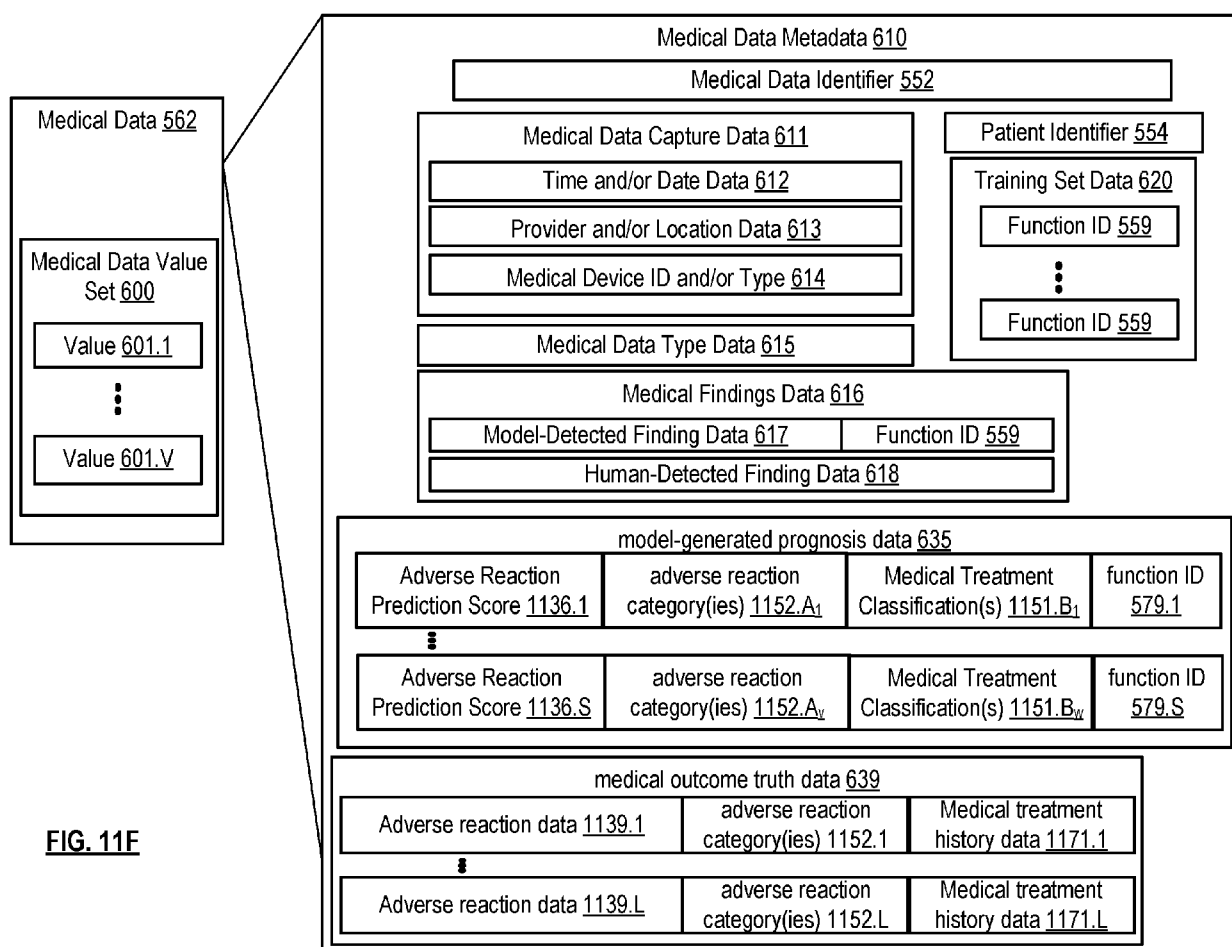 Medical Data Metadata 610
Medical Data Identifier 552
Medical Data 562
Medical Data Value
Set 600
Value 601.1
Value 601.V
Medical Data Capture Data 611
Time and/or Date Data 612
Provider and/or Location Data 613
Medical Device ID and/or Type 614
Patient Identifier 554
Training Set Data 620
Function ID 559
Function ID 559
Medical Data Type Data 615
Medical Findings Data 616
Model-Detected Finding Data 617
Function ID 559
Human-Detected Finding Data 618
model-generated prognosis data 635
Adverse Reaction
Prediction Score 1136.1
adverse reaction
category(ies) 1152.A₁
Medical Treatment
Classification(s) 1151.B₁
function ID
579.1
Adverse Reaction
Prediction Score 1136.S
adverse reaction
category(ies) 1152.Aᵥ
Medical Treatment
Classification(s) 1151.Bw
function ID
579.S
medical outcome truth data 639
Adverse reaction data 1139.1
adverse reaction
category(ies) 1152.1
Medical treatment
history data 1171.1
Adverse reaction data 1139.L
adverse reaction
category(ies) 1152.L
Medical treatment
history data 1171.L
FIG. 11F